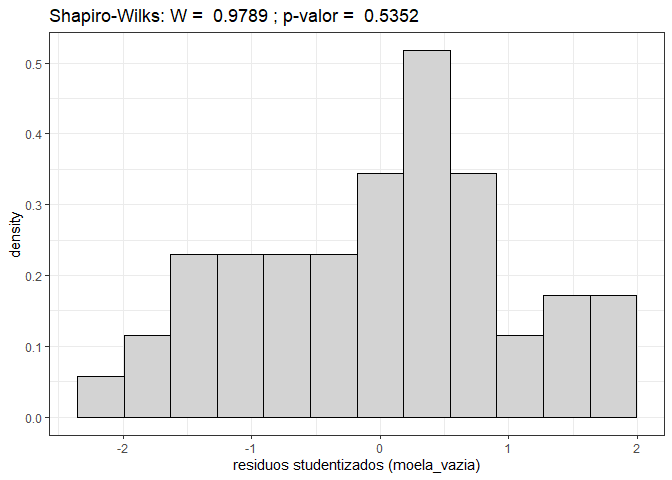 Shapiro-Wilks: W =  0.9789 ; p-valor =  0.5352
0.5
0.4
0.3
0.2
0.1
0.0
density
-2 -1 0 1 2
residuos studentizados (moela_vazia)